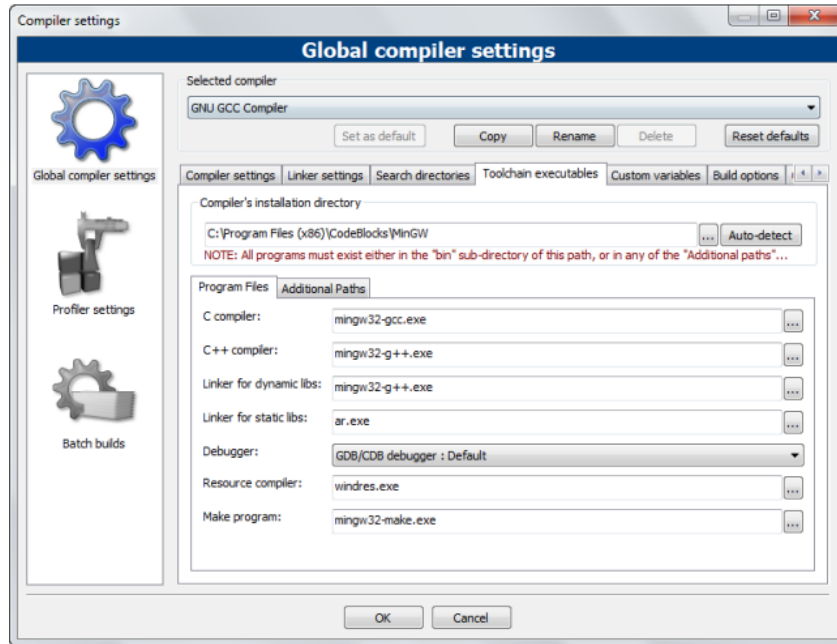 Compiler settings
Global compiler settings
Selected compiler
GNU GCC Compiler
Set as default Copy Rename Delete Reset defaults
Global compiler settings
Profiler settings
Batch builds
Compiler settings Linker settings Search directories Toolchain executables Custom variables Build options
Compiler's installation directory
C:\Program Files (x86)\CodeBlocks\MinGW ... Auto-detect
NOTE: All programs must exist either in the "bin" sub-directory of this path, or in any of the "Additional paths"...
Program Files Additional Paths
C compiler: mingw32-gcc.exe ...
C++ compiler: mingw32-g++.exe ...
Linker for dynamic libs: mingw32-g++.exe ...
Linker for static libs: ar.exe ...
Debugger: GDB/CDB debugger : Default
Resource compiler: windres.exe ...
Make program: mingw32-make.exe ...
OK Cancel